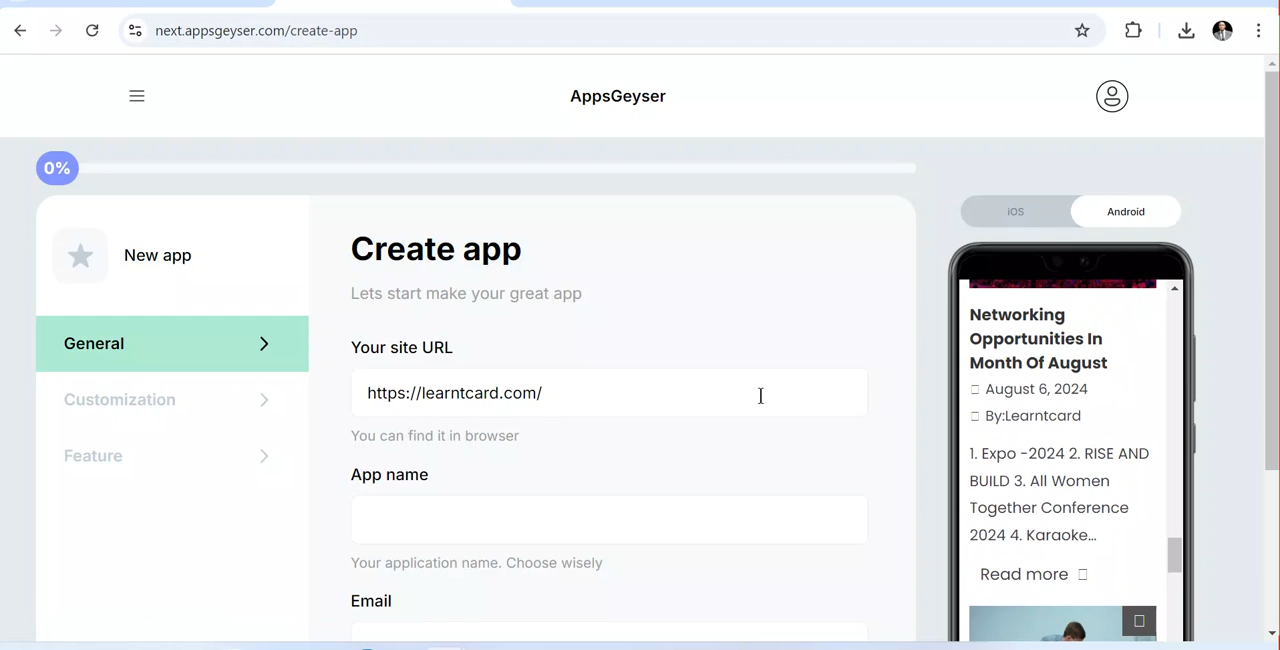 next.appsgeyser.com/create-app
AppsGeyser
0%
New app
General
Customization
Feature
Create app
Lets start make your great app
Your site URL
https://learntcard.com/
You can find it in browser
App name
Your application name. Choose wisely
Email
iOS
Android
Networking
Opportunities In
Month Of August
August 6, 2024
By:Learntcard
1. Expo -2024 2. RISE AND
BUILD 3. All Women
Together Conference
2024 4. Karaoke...
Read more